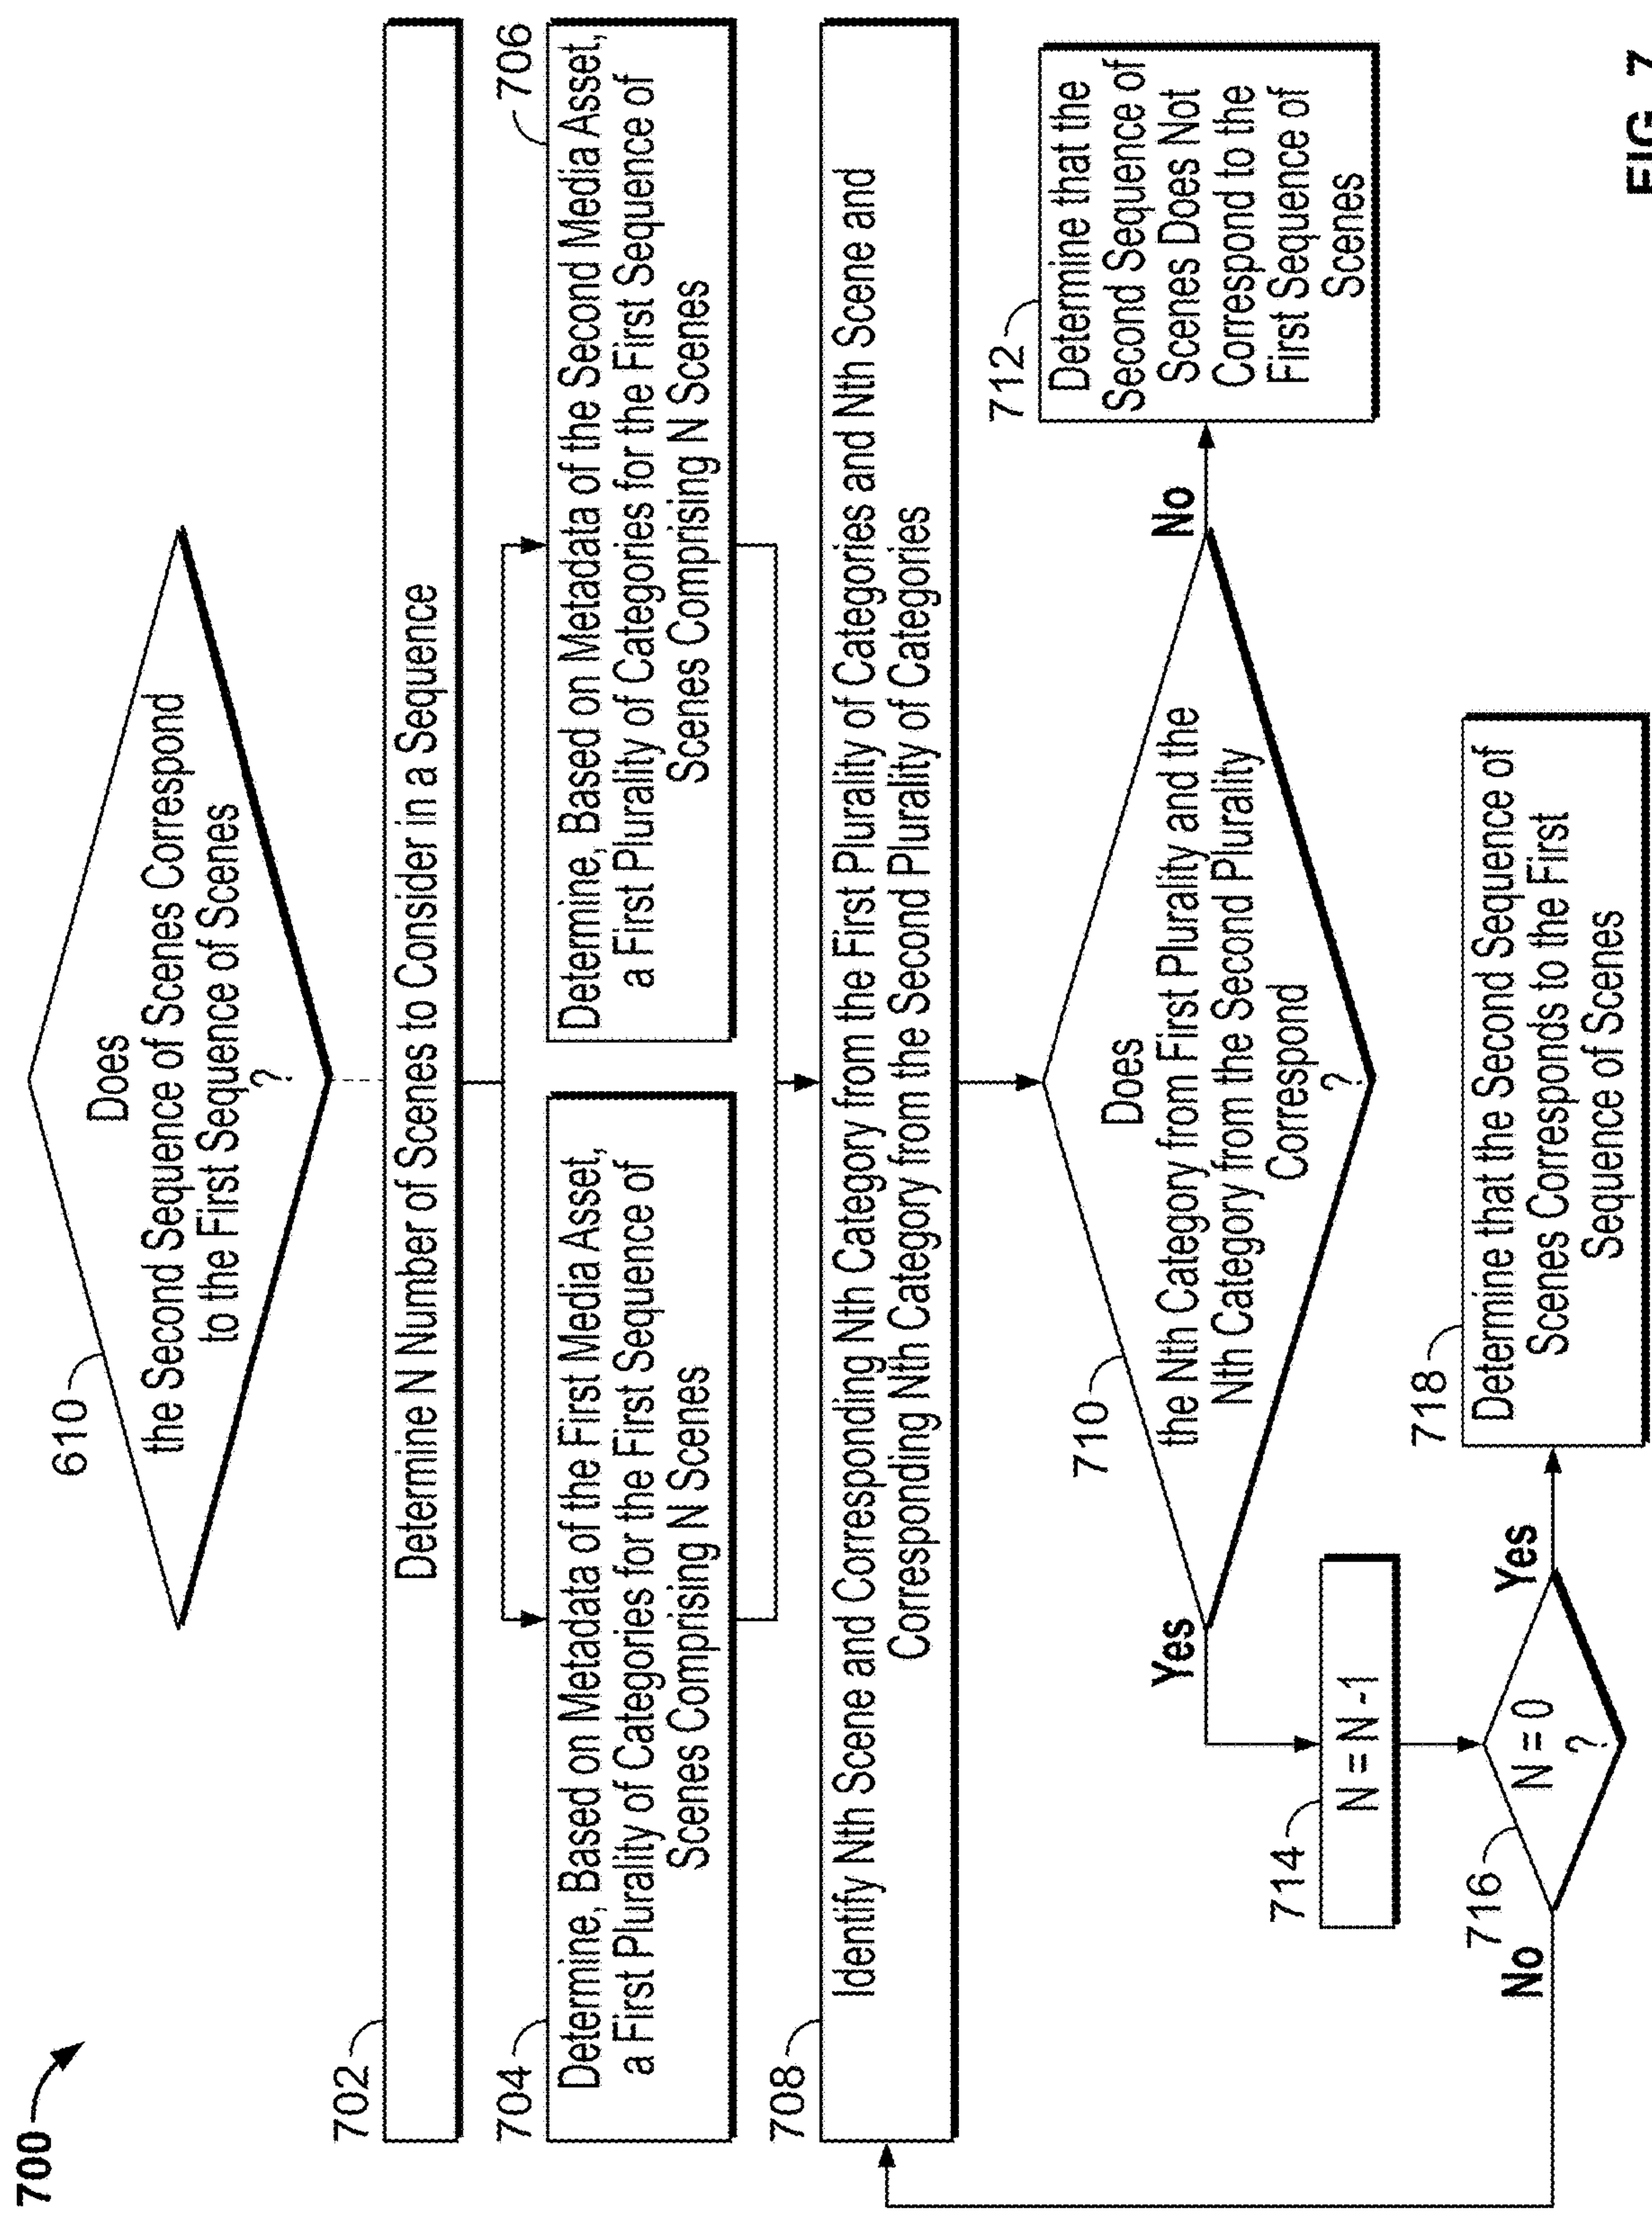 700
610
Does
the Second Sequence of Scenes Correspond
to the First Sequence of Scenes
?
702
Determine N Number of Scenes to Consider in a Sequence
704
Determine, Based on Metadata of the First Media Asset,
a First Plurality of Categories for the First Sequence of
Scenes Comprising N Scenes
706
Determine, Based on Metadata of the Second Media Asset,
a First Plurality of Categories for the First Sequence of
Scenes Comprising N Scenes
708
Identify Nth Scene and Corresponding Nth Category from the First Plurality of Categories and Nth Scene and
Corresponding Nth Category from the Second Plurality of Categories
710
Does
the Nth Category from First Plurality and the
Nth Category from the Second Plurality
Correspond
?
No
712
Determine that the
Second Sequence of
Scenes Does Not
Correspond to the
First Sequence of
Scenes
Yes
714
N = N -1
716
N = 0
?
No
Yes
718
Determine that the Second Sequence of
Scenes Corresponds to the First
Sequence of Scenes
FIG. 7